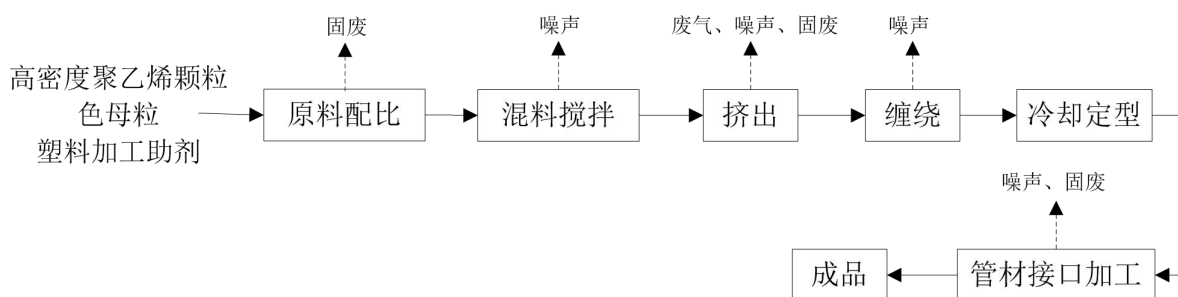 固废
噪声
废气、噪声、固废
噪声
高密度聚乙烯颗粒
色母粒
塑料加工助剂
原料配比
混料搅拌
挤出
缠绕
冷却定型
噪声、固废
成品
管材接口加工